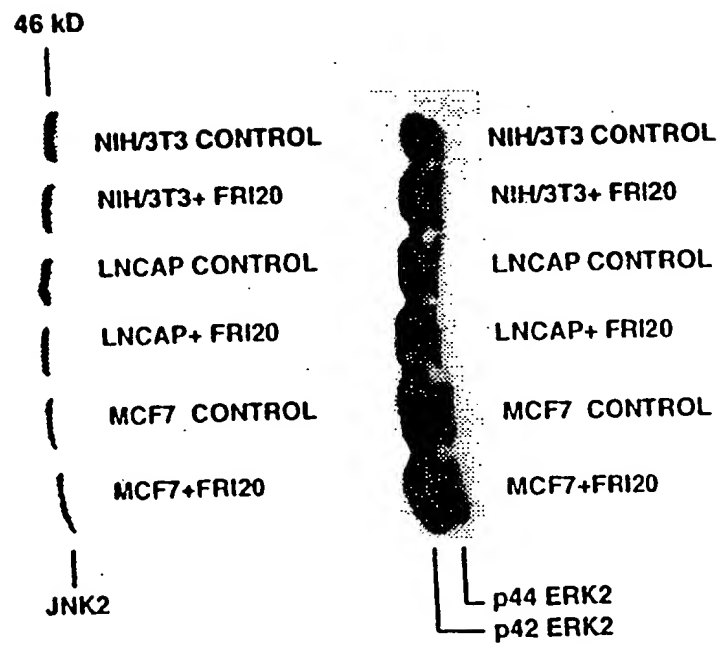 46 kD
NIH/3T3 CONTROL
NIH/3T3+ FRI20
LNCAP CONTROL
LNCAP+ FRI20
MCF7 CONTROL
MCF7+FRI20
JNK2
NIH/3T3 CONTROL
NIH/3T3+ FRI20
LNCAP CONTROL
LNCAP+ FRI20
MCF7 CONTROL
MCF7+FRI20
p44 ERK2
p42 ERK2